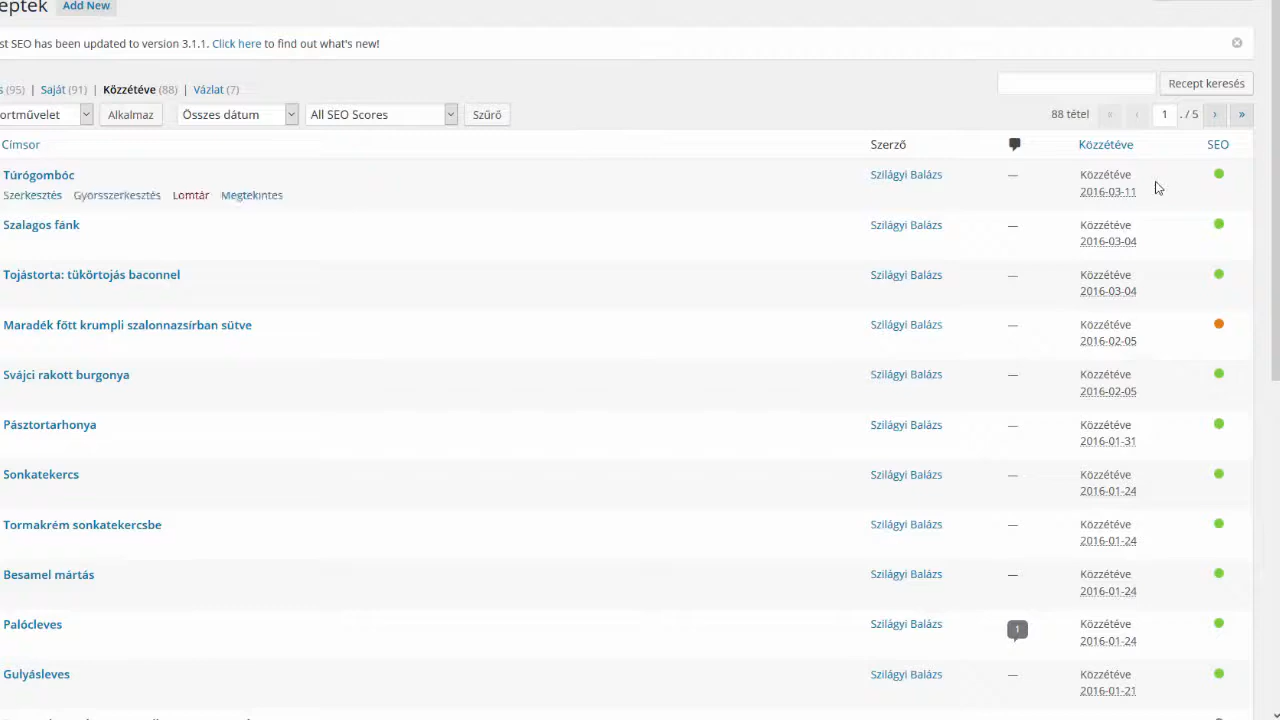 eptek Add New
st SEO has been updated to version 3.1.1. Click here to find out what's new!
s (95) | Saját (91) | Közzétéve (88) | Vázlat (7)
Recept keresés
ortművelet Alkalmaz Összes dátum All SEO Scores Szűrő 88 tétel « ‹ 1 . / 5 › »
Címsor Szerző Közzétéve SEO
Túrógombóc Szilágyi Balázs — Közzétéve
Szerkesztés Gyorsszerkesztés Lomtár Megtekintés 2016-03-11
Szalagos fánk Szilágyi Balázs — Közzétéve
2016-03-04
Tojástorta: tükörtojás baconnel Szilágyi Balázs — Közzétéve
2016-03-04
Maradék főtt krumpli szalonnazsírban sütve Szilágyi Balázs — Közzétéve
2016-02-05
Svájci rakott burgonya Szilágyi Balázs — Közzétéve
2016-02-05
Pásztortarhonya Szilágyi Balázs — Közzétéve
2016-01-31
Sonkatekercs Szilágyi Balázs — Közzétéve
2016-01-24
Tormakrém sonkatekercsbe Szilágyi Balázs — Közzétéve
2016-01-24
Besamel mártás Szilágyi Balázs — Közzétéve
2016-01-24
Palócleves Szilágyi Balázs 1 Közzétéve
2016-01-24
Gulyásleves Szilágyi Balázs — Közzétéve
2016-01-21